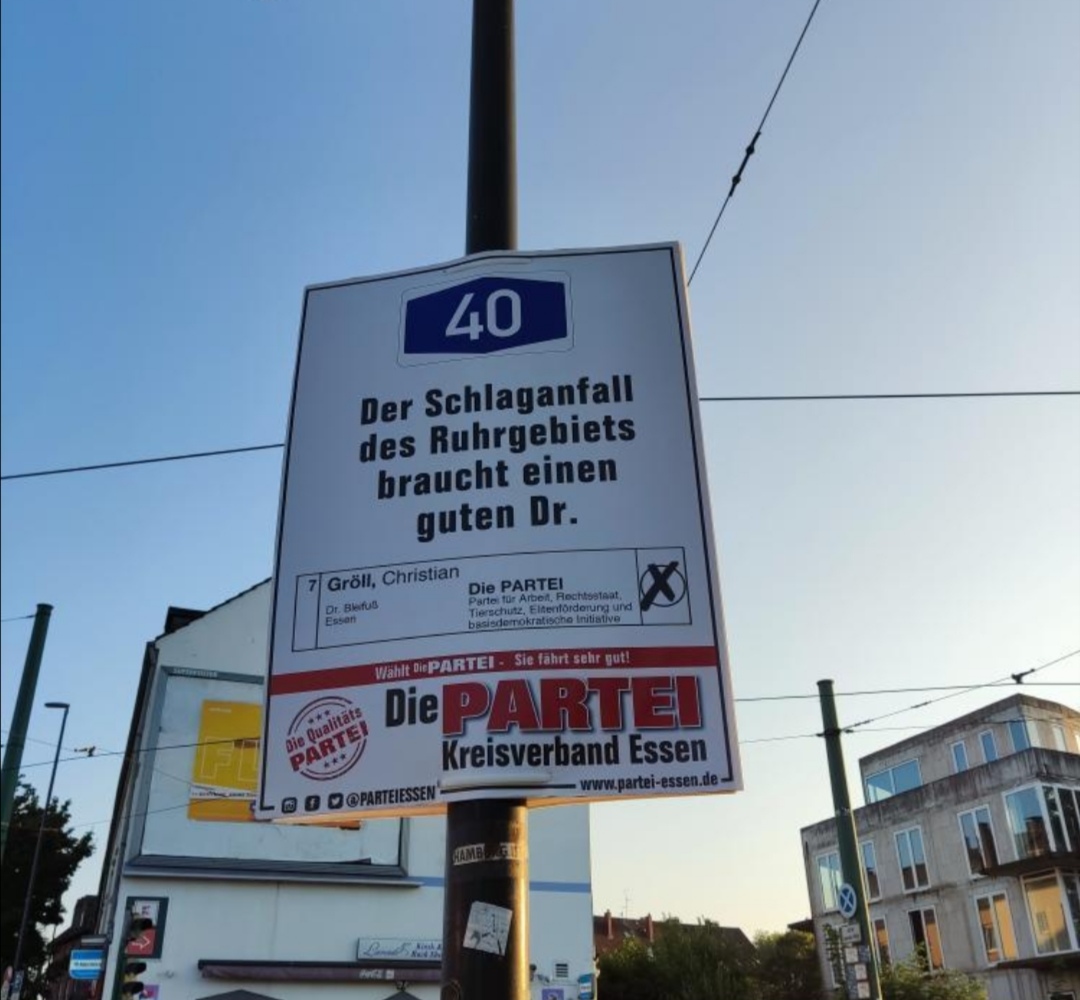 40
Der Schlaganfall
des Ruhrgebiets
braucht einen
guten Dr.
7 Gröll, Christian
Dr. Bleifuß
Essen
Die PARTEI
Partei für Arbeit, Rechtsstaat,
Tierschutz, Elitenförderung und
basisdemokratische Initiative
Wählt Die PARTEI - Sie fährt sehr gut!
Die Qualitäts
PARTEI
Die PARTEI
Kreisverband Essen
@PARTEIESSEN
www.partei-essen.de